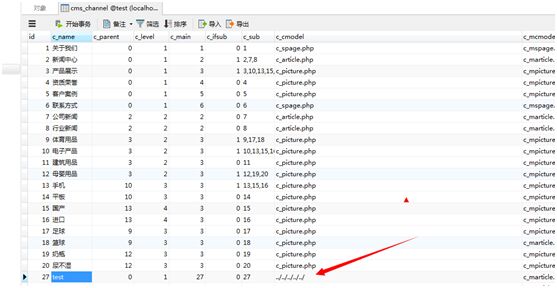 对象 cms_channel @test (localho...
开始事务 备注 筛选 排序 导入 导出
id c_name c_parent c_level c_main c_ifsub c_sub c_cmodel c_mcmode
1 关于我们 0 1 1 0 1 c_spage.php c_mspage.
2 新闻中心 0 1 2 1 2,7,8 c_article.php c_marticle.
3 产品展示 0 1 3 1 3,10,13,15, c_picture.php c_mpicture
4 资质荣誉 0 1 4 0 4 c_picture.php c_mpicture
5 客户案例 0 1 5 0 5 c_picture.php c_mpicture
6 联系方式 0 1 6 0 6 c_spage.php c_mspage.
7 公司新闻 2 2 2 0 7 c_article.php c_marticle.
8 行业新闻 2 2 2 0 8 c_article.php c_marticle.
9 体育用品 3 2 3 1 9,17,18 c_picture.php c_mpicture
10 电子产品 3 2 3 1 10,13,15,1 c_picture.php c_mpicture
11 建筑用品 3 2 3 0 11 c_picture.php c_mpicture
12 母婴用品 3 2 3 1 12,19,20 c_picture.php c_mpicture
13 手机 10 3 3 1 13,15,16 c_picture.php c_mpicture
14 平板 10 3 3 0 14 c_picture.php c_mpicture
15 国产 13 4 3 0 15 c_picture.php c_mpicture
16 进口 13 4 3 0 16 c_picture.php c_mpicture
17 足球 9 3 3 0 17 c_picture.php c_mpicture
18 篮球 9 3 3 0 18 c_picture.php c_marticle.
19 奶瓶 12 3 3 0 19 c_picture.php c_mpicture
20 尿不湿 12 3 3 0 20 c_picture.php c_mpicture
27 test 0 1 27 0 27 ../../../../../ c_marticle.